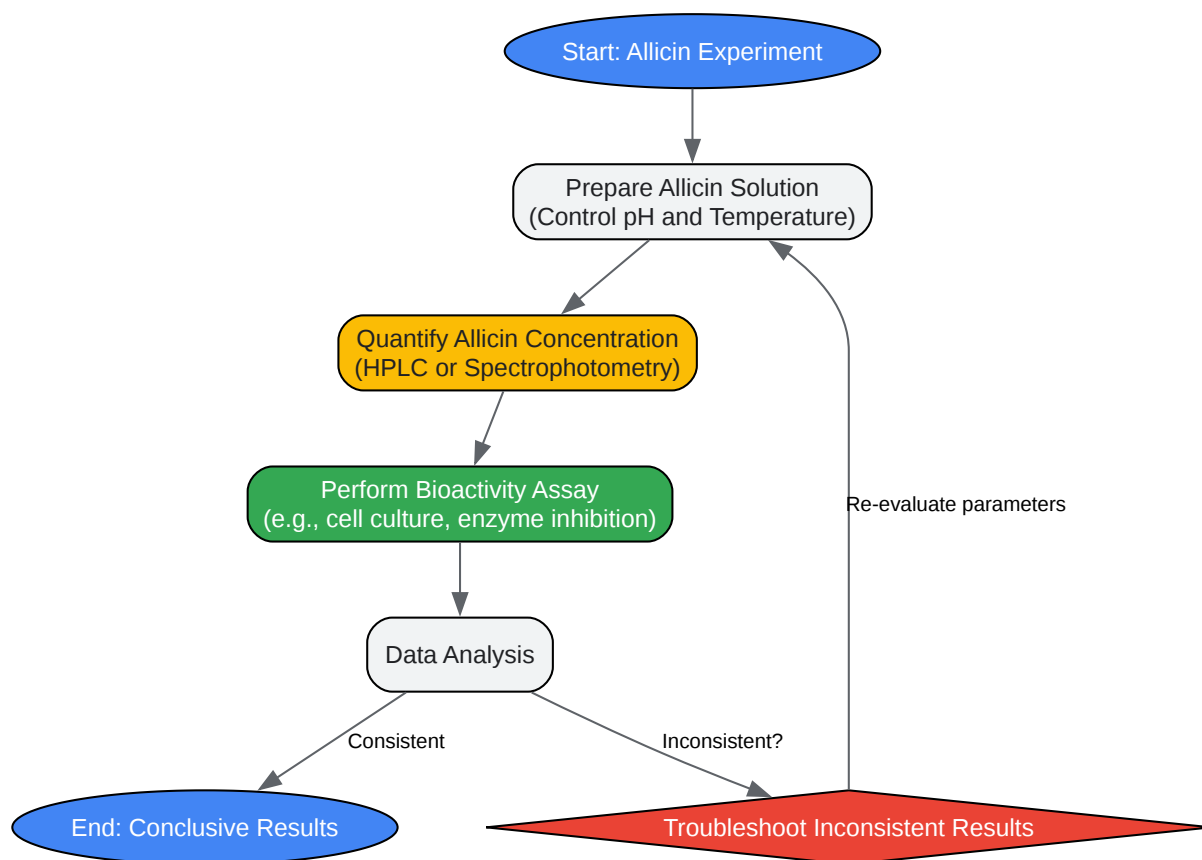 Start: Allicin Experiment
Prepare Allicin Solution
(Control pH and Temperature)
Quantify Allicin Concentration
(HPLC or Spectrophotometry)
Perform Bioactivity Assay
(e.g., cell culture, enzyme inhibition)
Re-evaluate parameters
Data Analysis
Consistent
Inconsistent?
End: Conclusive Results
Troubleshoot Inconsistent Results